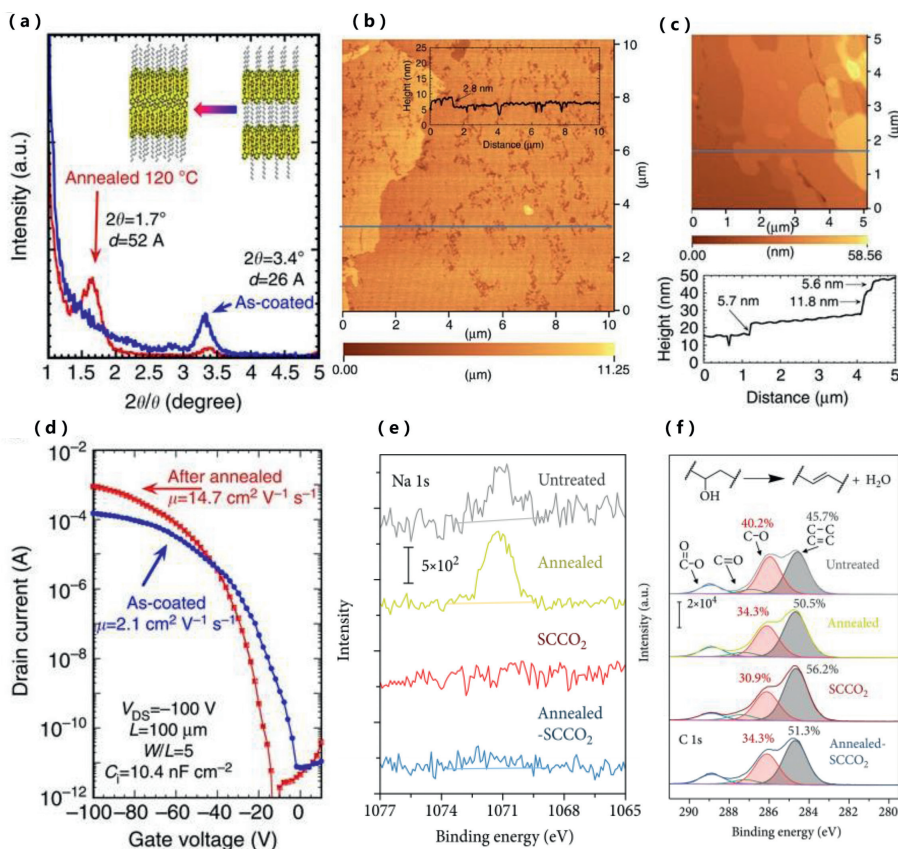 (a)
Intensity (a.u.)
Annealed 120 °C
2θ=1.7°
d=52 A
2θ=3.4°
d=26 A
As-coated
1 1.5 2 2.5 3 3.5 4 4.5 5
2θ/θ (degree)
(b)
25
20
15
10
5
0
Height (nm)
2.8 nm
0 2 4 6 8 10
Distance (μm)
10
8
6
4
2
0
(μm)
0 2 4 6 8 10
(μm)
0.00 11.25
(μm)
(c)
5
4
3
2
1
0
(μm)
0 1 2 3 4 5
(μm)
0.00 58.56
(nm)
50
40
30
20
10
0
Height (nm)
5.7 nm
5.6 nm
11.8 nm
0 1 2 3 4 5
Distance (μm)
(d)
10⁻²
10⁻⁴
10⁻⁶
10⁻⁸
10⁻¹⁰
10⁻¹²
Drain current (A)
After annealed
μ=14.7 cm² V⁻¹ s⁻¹
As-coated
μ=2.1 cm² V⁻¹ s⁻¹
VDS=−100 V
L=100 μm
W/L=5
Ci=10.4 nF cm⁻²
−100 −80 −60 −40 −20 0
Gate voltage (V)
(e)
Na 1s
Untreated
5×10²
Annealed
SCCO₂
Annealed
-SCCO₂
Intensity
1077 1074 1071 1068 1065
Binding energy (eV)
(f)
OH
+ H₂O
40.2%
45.7%
C–O
C–C
C=C
O
C–O
C=O
Untreated
2×10⁴
34.3%
50.5%
Annealed
30.9%
56.2%
SCCO₂
C 1s
34.3%
51.3%
Annealed-
SCCO₂
Intensity (a.u.)
290 288 286 284 282 280
Binding energy (eV)